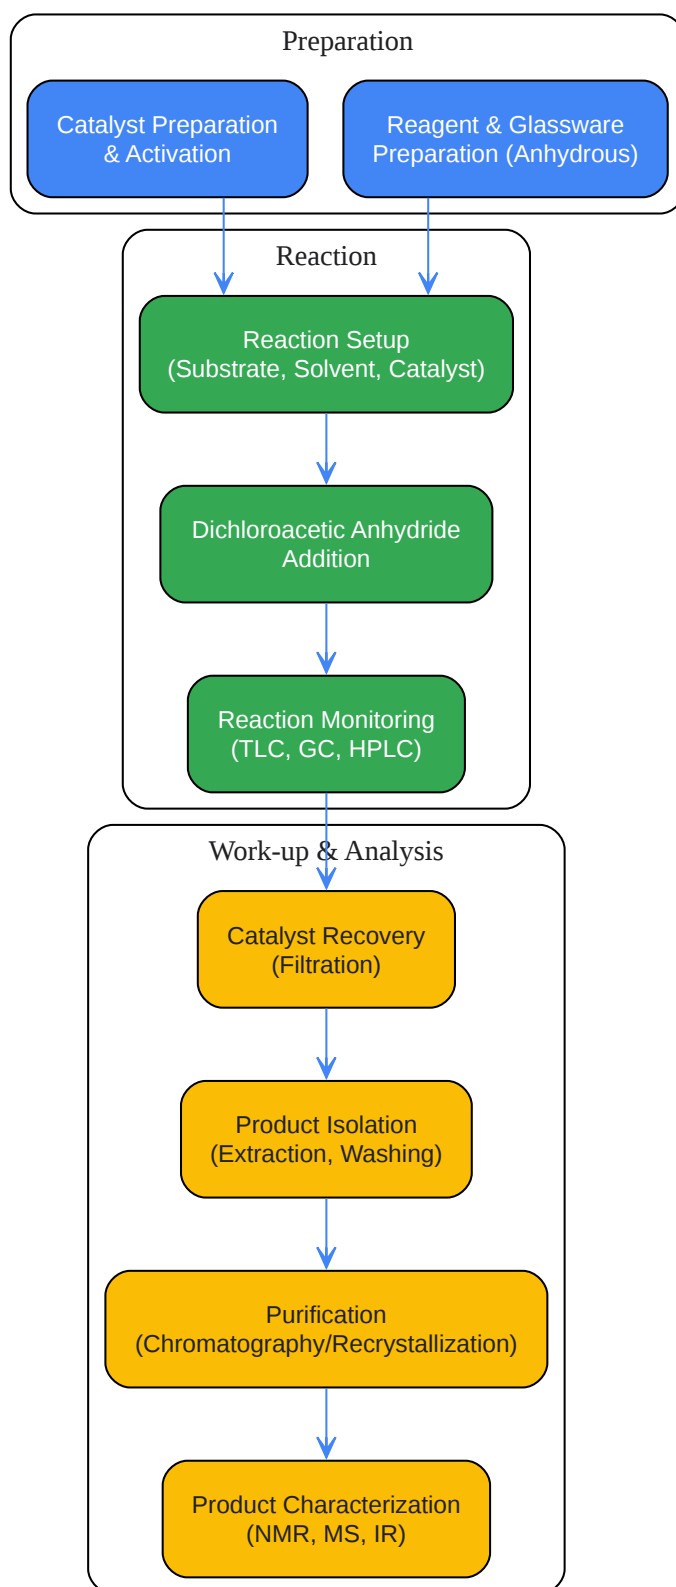 Preparation
Catalyst Preparation
& Activation
Reagent & Glassware
Preparation (Anhydrous)
Reaction
Reaction Setup
(Substrate, Solvent, Catalyst)
Dichloroacetic Anhydride
Addition
Reaction Monitoring
(TLC, GC, HPLC)
Work-up & Analysis
Catalyst Recovery
(Filtration)
Product Isolation
(Extraction, Washing)
Purification
(Chromatography/Recrystallization)
Product Characterization
(NMR, MS, IR)